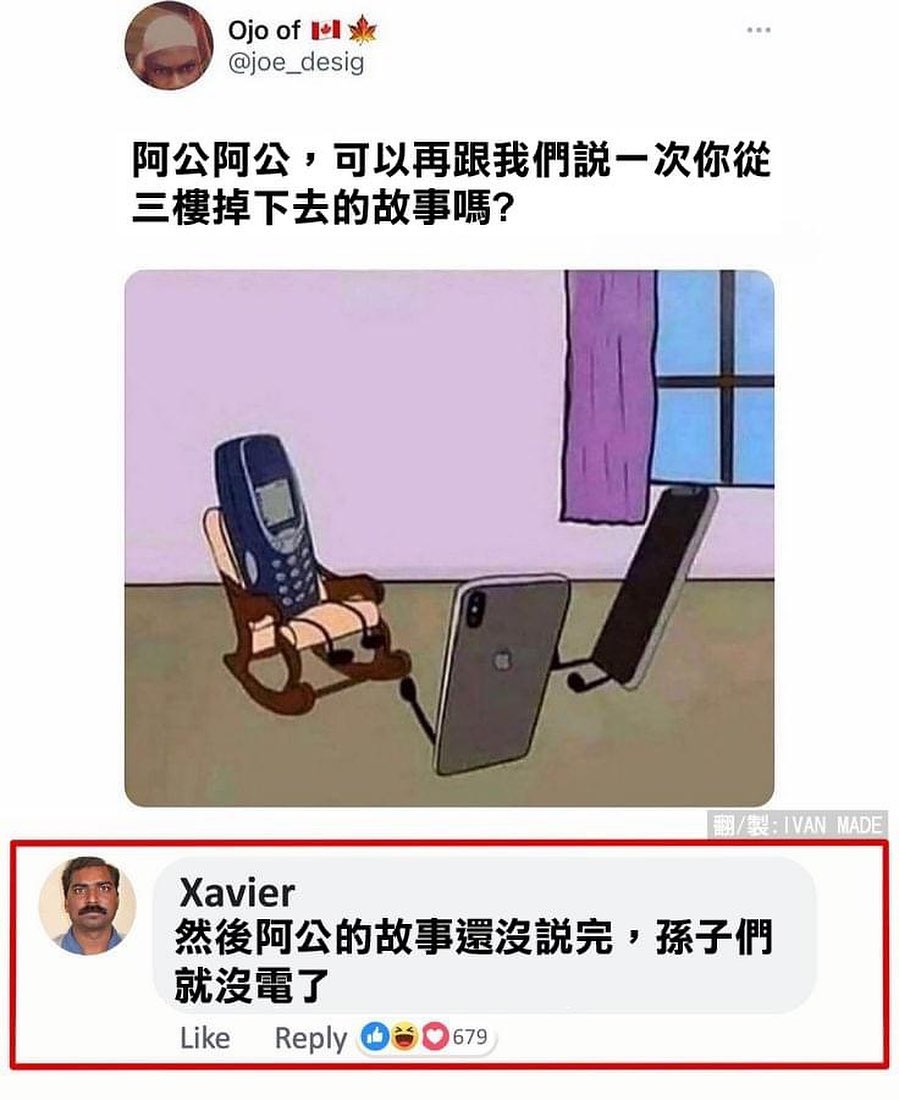 Ojo of 🇨🇦🍁
@joe_desig
阿公阿公，可以再跟我們説一次你從
三樓掉下去的故事嗎?
翻/製:IVAN MADE
Xavier
然後阿公的故事還沒説完，孫子們
就沒電了
Like Reply 679